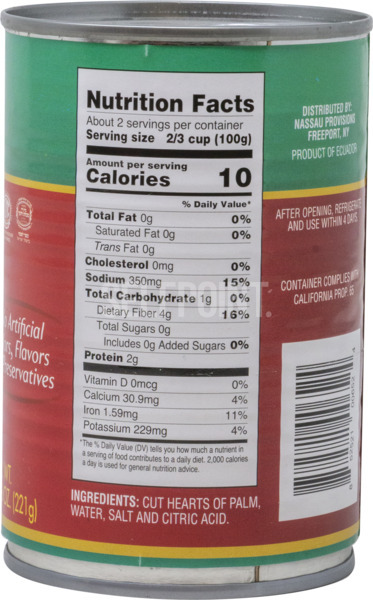 Nutrition Facts
About 2 servings per container
Serving size 2/3 cup (100g)
Amount per serving
Calories 10
% Daily Value*
Total Fat 0g 0%
Saturated Fat 0g 0%
Trans Fat 0g
Cholesterol 0mg 0%
Sodium 350mg 15%
Total Carbohydrate 1g 0%
Dietary Fiber 4g 16%
Total Sugars 0g
Includes 0g Added Sugars 0%
Protein 2g
Vitamin D 0mcg 0%
Calcium 30.9mg 4%
Iron 1.59mg 11%
Potassium 229mg 4%
*The % Daily Value (DV) tells you how much a nutrient in
a serving of food contributes to a daily diet. 2,000 calories
a day is used for general nutrition advice.
INGREDIENTS: CUT HEARTS OF PALM,
WATER, SALT AND CITRIC ACID.
DISTRIBUTED BY:
NASSAU PROVISIONS
FREEPORT, NY
PRODUCT OF ECUADOR
AFTER OPENING, REFRIGERATE
AND USE WITHIN 4 DAYS.
CONTAINER COMPLIES WITH
CALIFORNIA PROP. 65
Artificial
Flavors
(221g)